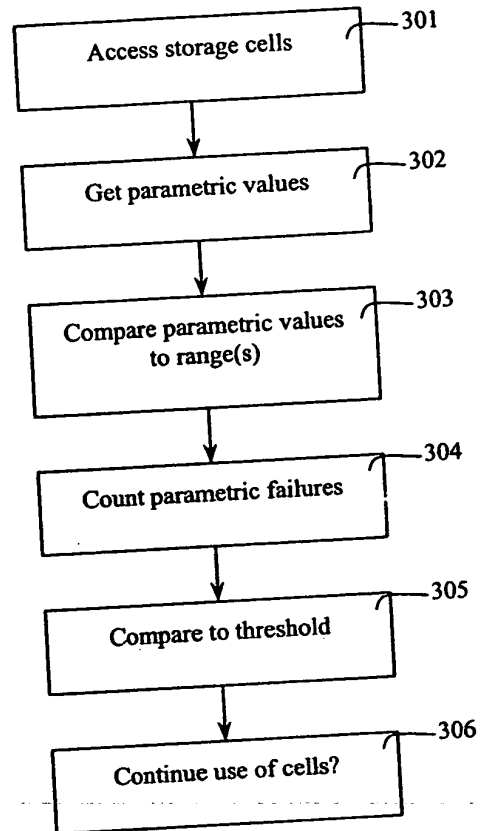 Access storage cells
301
Get parametric values
302
Compare parametric values
to range(s)
303
Count parametric failures
304
Compare to threshold
305
Continue use of cells?
306